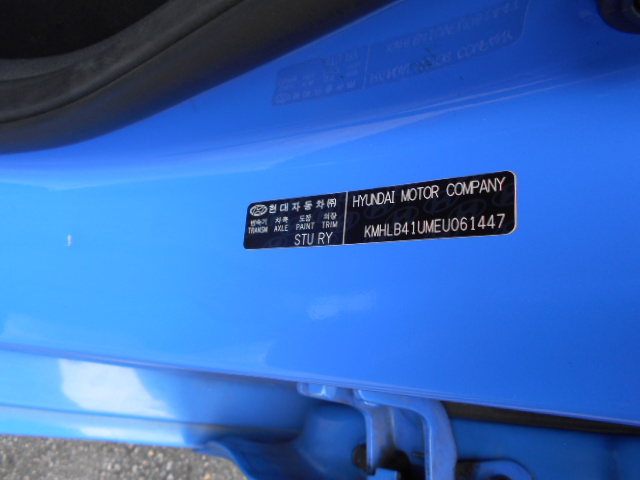 현대자동차㈜
변속기 차축 도장 의장
TRANSM AXLE PAINT TRIM
STU RY
HYUNDAI MOTOR COMPANY
KMHLB41UMEU061447